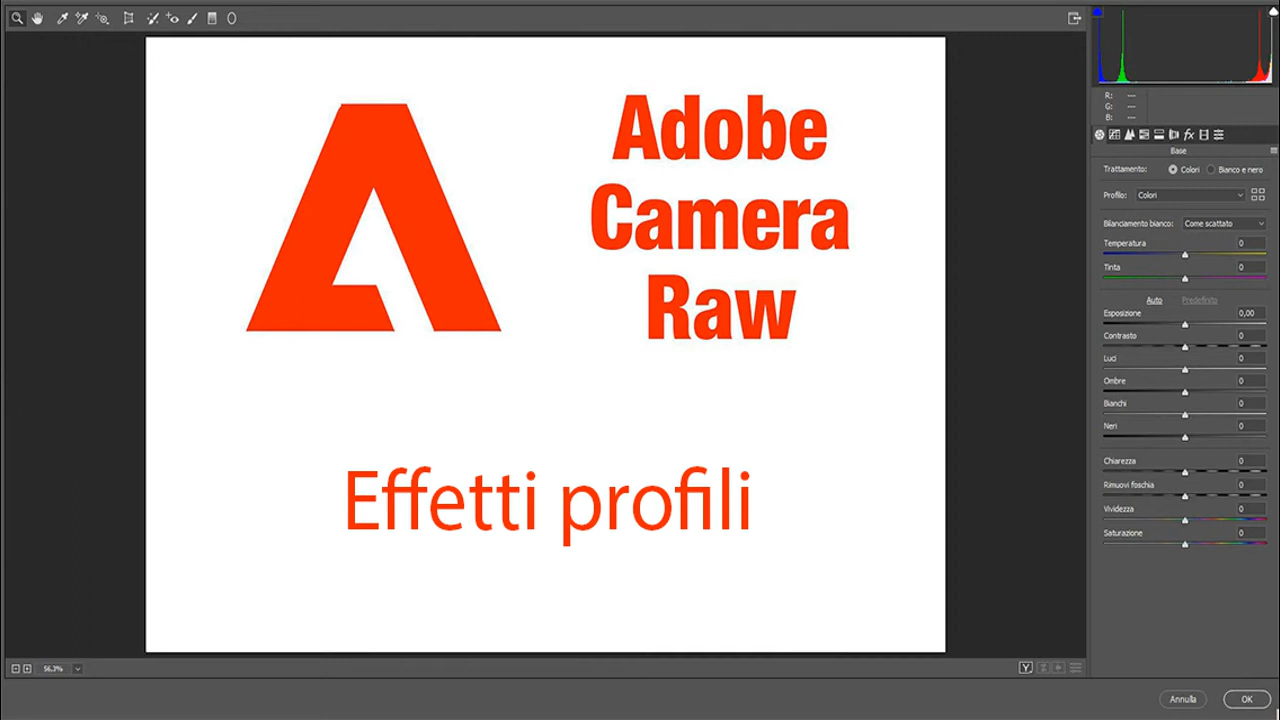 Adobe
Camera
Raw
Effetti profili
R: ---
G: ---
B: ---
fx
Base
Trattamento: Colori Bianco e nero
Profilo: Colori
Bilanciamento bianco: Come scattato
Temperatura 0
Tinta 0
Auto Predefinito
Esposizione 0,00
Contrasto 0
Luci 0
Ombre 0
Bianchi 0
Neri 0
Chiarezza 0
Rimuovi foschia 0
Vividezza 0
Saturazione 0
56.3%
Y
Annulla OK